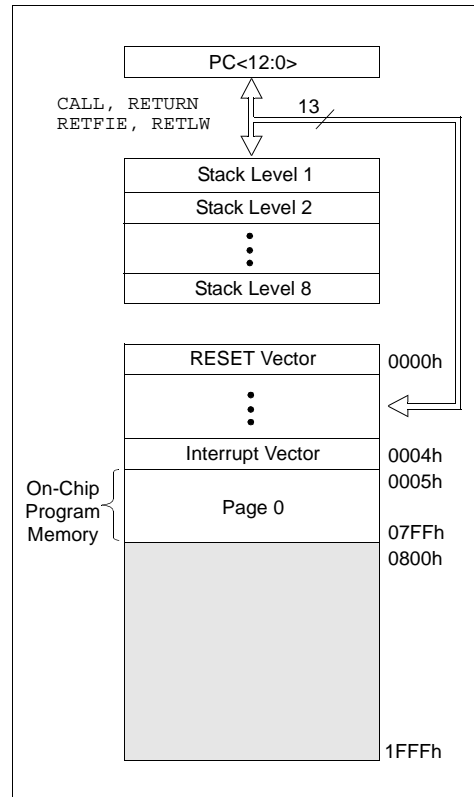 PC<12:0>
CALL, RETURN
RETFIE, RETLW
13
Stack Level 1
Stack Level 2
Stack Level 8
RESET Vector
0000h
Interrupt Vector
0004h
0005h
On-Chip
Program
Memory
Page 0
07FFh
0800h
1FFFh